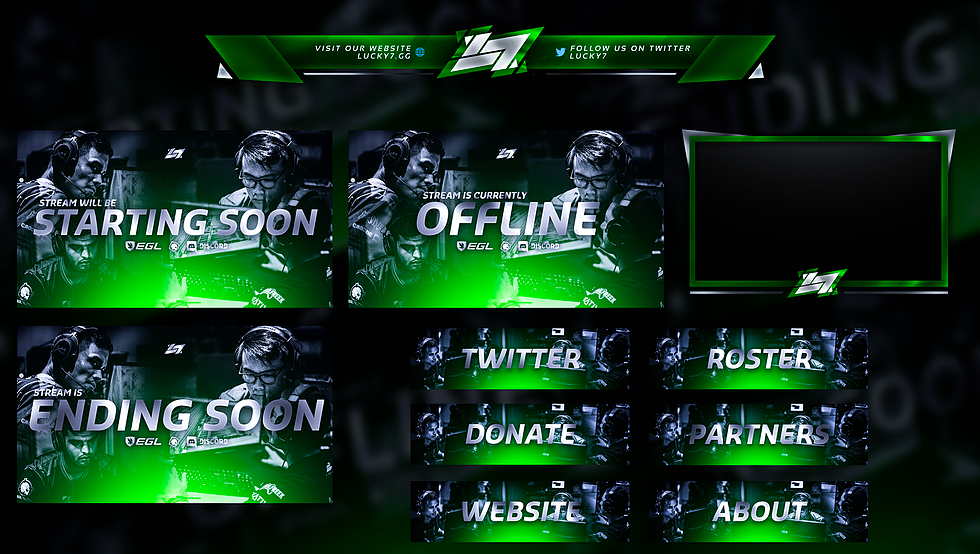 VISIT OUR WEBSITE
LUCKY7.GG
FOLLOW US ON TWITTER
LUCKY7
STREAM WILL BE
STARTING SOON
EGL
DISCORD
STREAM IS CURRENTLY
OFFLINE
EGL
DISCORD
STREAM IS
ENDING SOON
EGL
DISCORD
TWITTER
ROSTER
DONATE
PARTNERS
WEBSITE
ABOUT